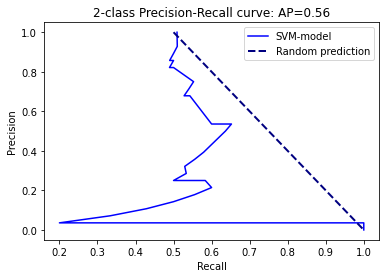 2-class Precision-Recall curve: AP=0.56
SVM-model
Random prediction
Precision
1.0
0.8
0.6
0.4
0.2
0.0
0.2 0.3 0.4 0.5 0.6 0.7 0.8 0.9 1.0
Recall